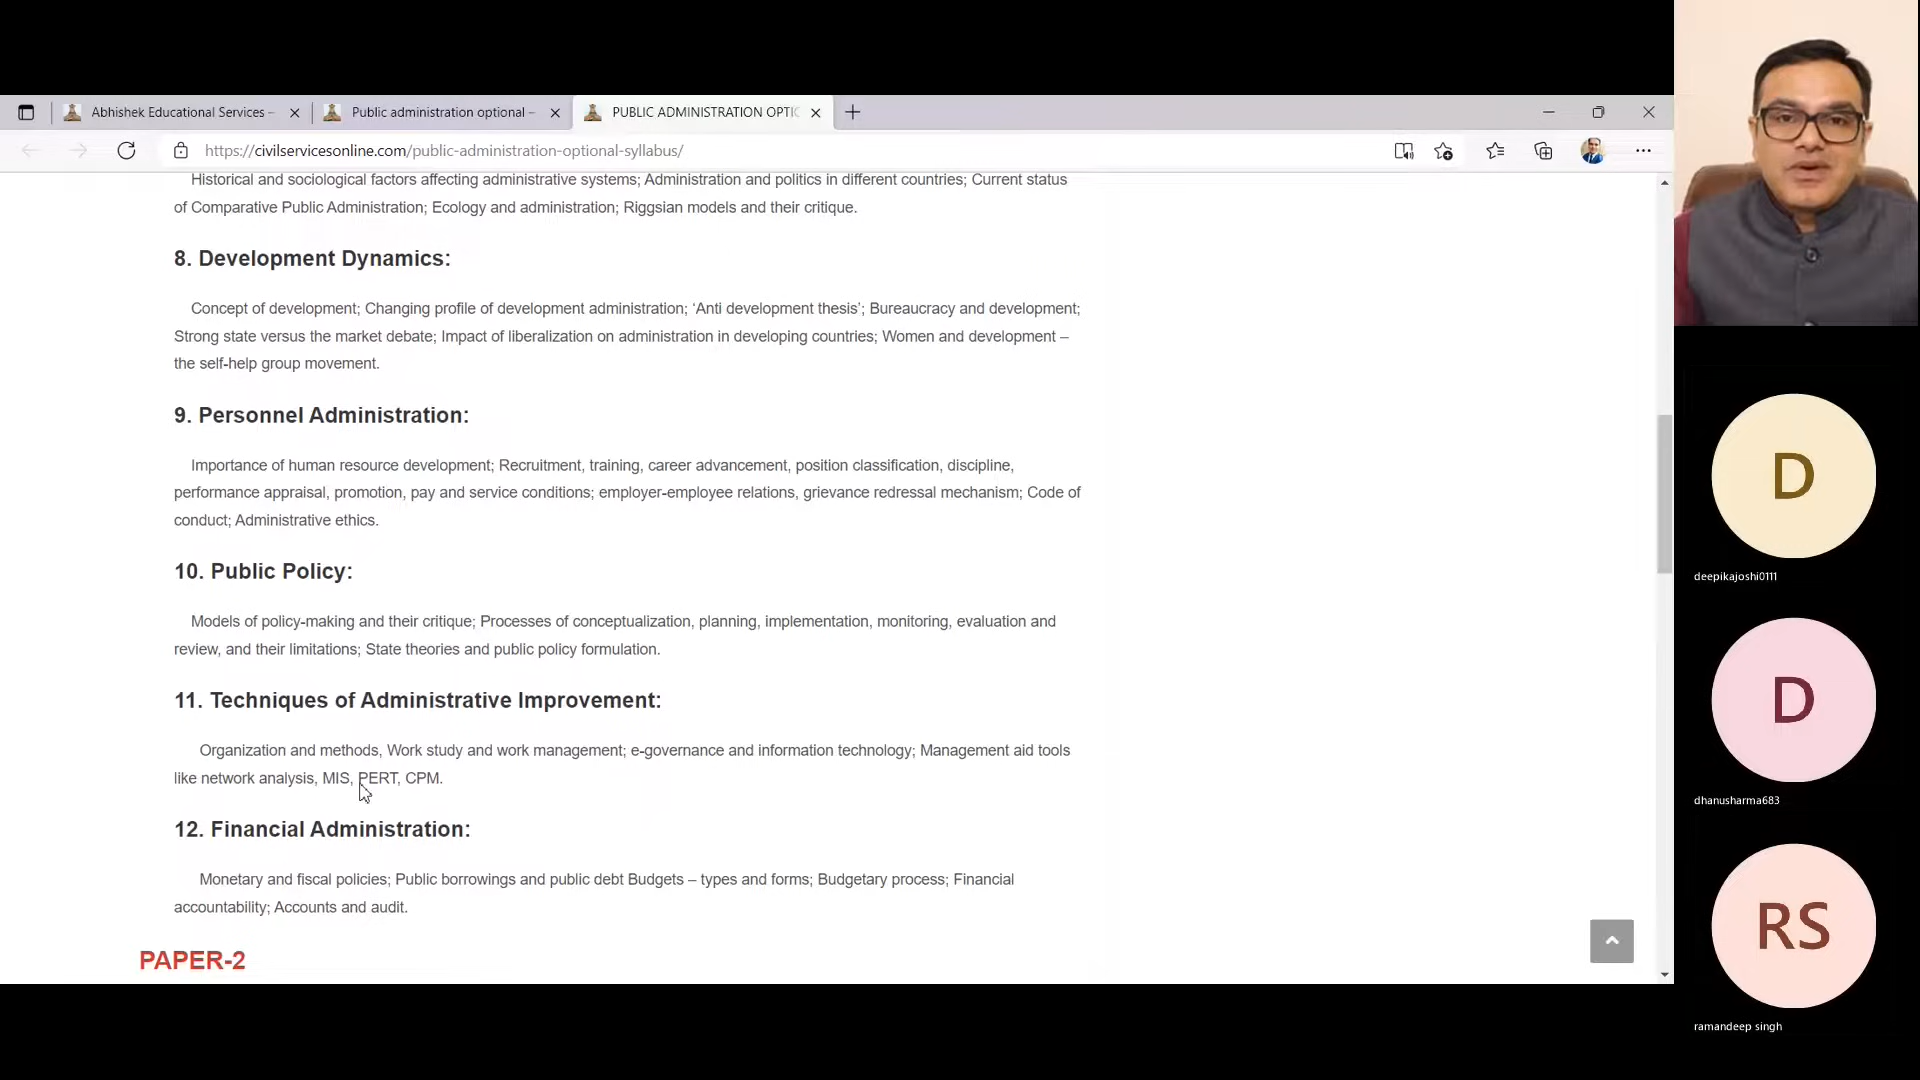 Abhishek Educational Services –
Public administration optional –
PUBLIC ADMINISTRATION OPTIC
https://civilservicesonline.com/public-administration-optional-syllabus/
Historical and sociological factors affecting administrative systems; Administration and politics in different countries; Current status
of Comparative Public Administration; Ecology and administration; Riggsian models and their critique.
8. Development Dynamics:
Concept of development; Changing profile of development administration; ‘Anti development thesis’; Bureaucracy and development;
Strong state versus the market debate; Impact of liberalization on administration in developing countries; Women and development –
the self-help group movement.
9. Personnel Administration:
Importance of human resource development; Recruitment, training, career advancement, position classification, discipline,
performance appraisal, promotion, pay and service conditions; employer-employee relations, grievance redressal mechanism; Code of
conduct; Administrative ethics.
10. Public Policy:
Models of policy-making and their critique; Processes of conceptualization, planning, implementation, monitoring, evaluation and
review, and their limitations; State theories and public policy formulation.
11. Techniques of Administrative Improvement:
Organization and methods, Work study and work management; e-governance and information technology; Management aid tools
like network analysis, MIS, PERT, CPM.
12. Financial Administration:
Monetary and fiscal policies; Public borrowings and public debt Budgets – types and forms; Budgetary process; Financial
accountability; Accounts and audit.
PAPER-2
D
deepikajoshi0111
D
dhanusharma683
RS
ramandeep singh